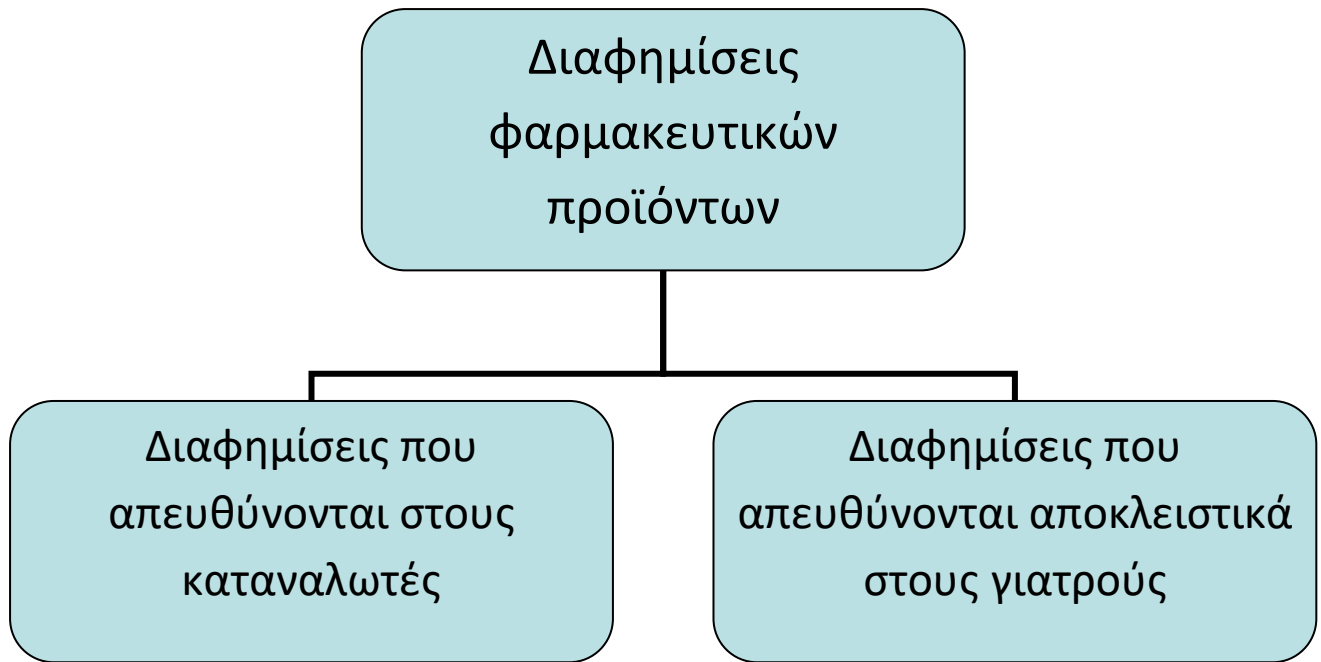 Διαφημίσεις
φαρμακευτικών
προϊόντων
Διαφημίσεις που
απευθύνονται στους
καταναλωτές
Διαφημίσεις που
απευθύνονται αποκλειστικά
στους γιατρούς